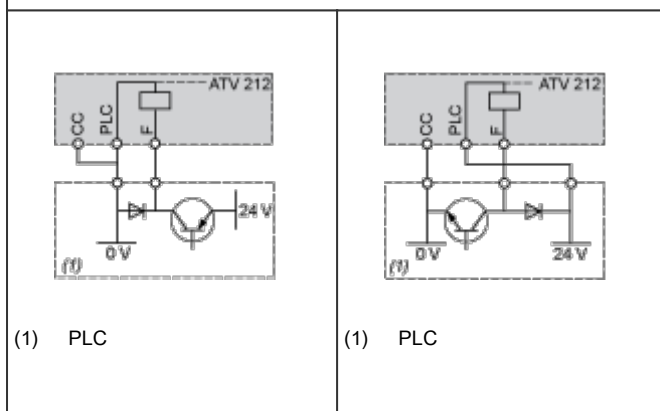 ATV 212
CC
PLC
F
24 V
0 V
(1)
(1) PLC
ATV 212
CC
PLC
F
0 V
24 V
(1)
(1) PLC